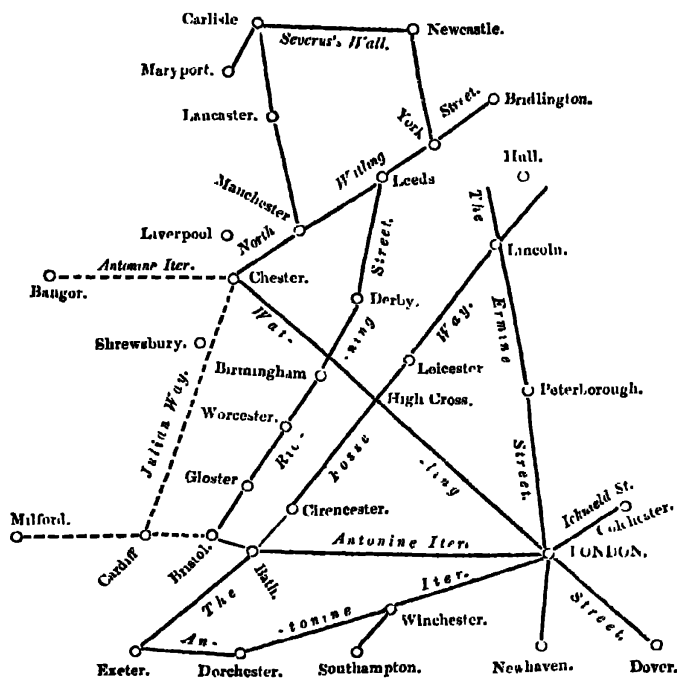 Carlisle
Severus's Wall.
Newcastle.
Maryport.
Lancaster.
York
Street.
Bridlington.
Manchester
Watling
Leeds
Hull.
Liverpool
North
The
Lincoln.
Antonine Iter.
Bangor.
Chester.
Street.
Derby.
Way.
Ermine
Wat-
-ning
Shrewsbury.
Birmingham
Leicester
Julian Way.
High Cross.
Peterborough.
Worcester.
Ric-
Fosse
-ling
Street.
Gloster
Cirencester.
Ickneild St.
Colchester.
Milford.
Cardiff
Bristol.
Bath.
Antonine Iter.
LONDON.
The
-tonine
Iter.
Winchester.
Street.
An-
Exeter.
Dorchester.
Southampton.
Newhaven.
Dover.